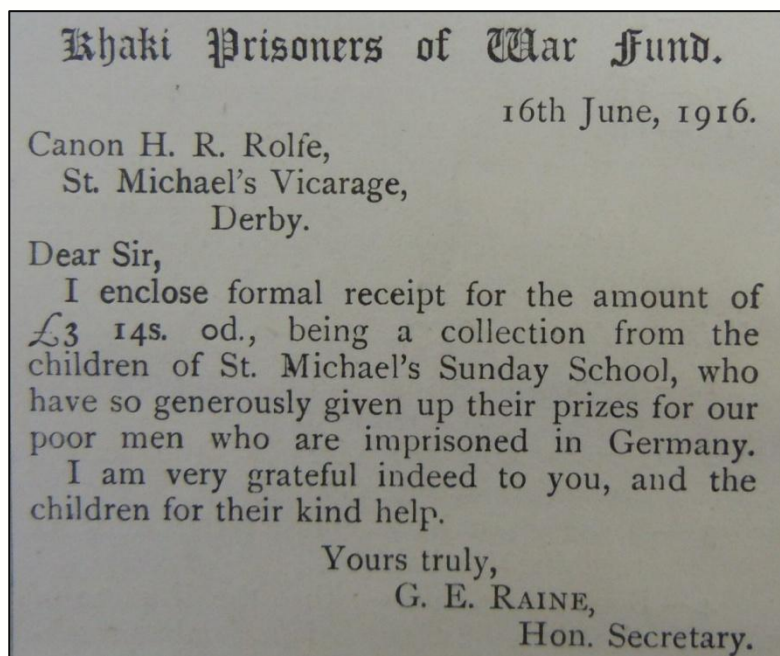 Khaki Prisoners of War Fund.
16th June, 1916.
Canon H. R. Rolfe,
St. Michael's Vicarage,
Derby.
Dear Sir,
I enclose formal receipt for the amount of
£3 14s. 0d., being a collection from the
children of St. Michael's Sunday School, who
have so generously given up their prizes for our
poor men who are imprisoned in Germany.
I am very grateful indeed to you, and the
children for their kind help.
Yours truly,
G. E. RAINE,
Hon. Secretary.